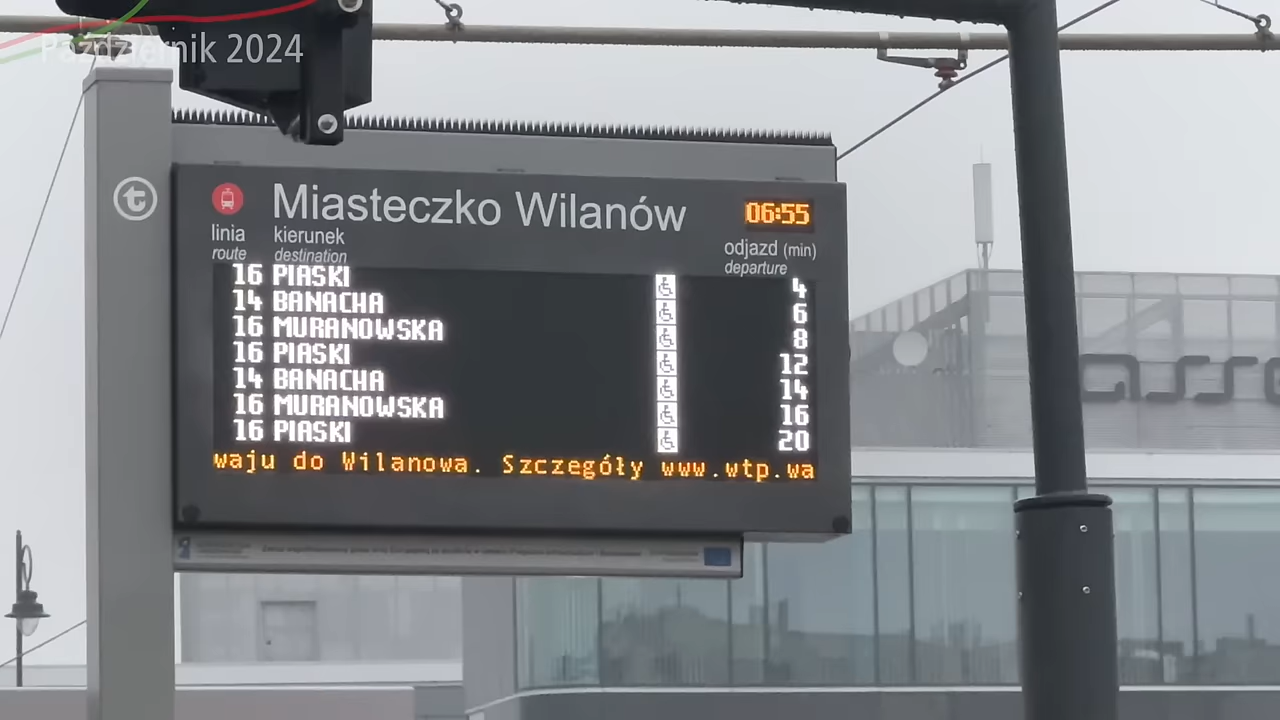 Październik 2024
Miasteczko Wilanów 06:55
linia kierunek odjazd (min)
route destination departure
16 PIASKI 4
14 BANACHA 6
16 MURANOWSKA 8
16 PIASKI 12
14 BANACHA 14
16 MURANOWSKA 16
16 PIASKI 20
waju do Wilanowa. Szczegóły www.wtp.wa